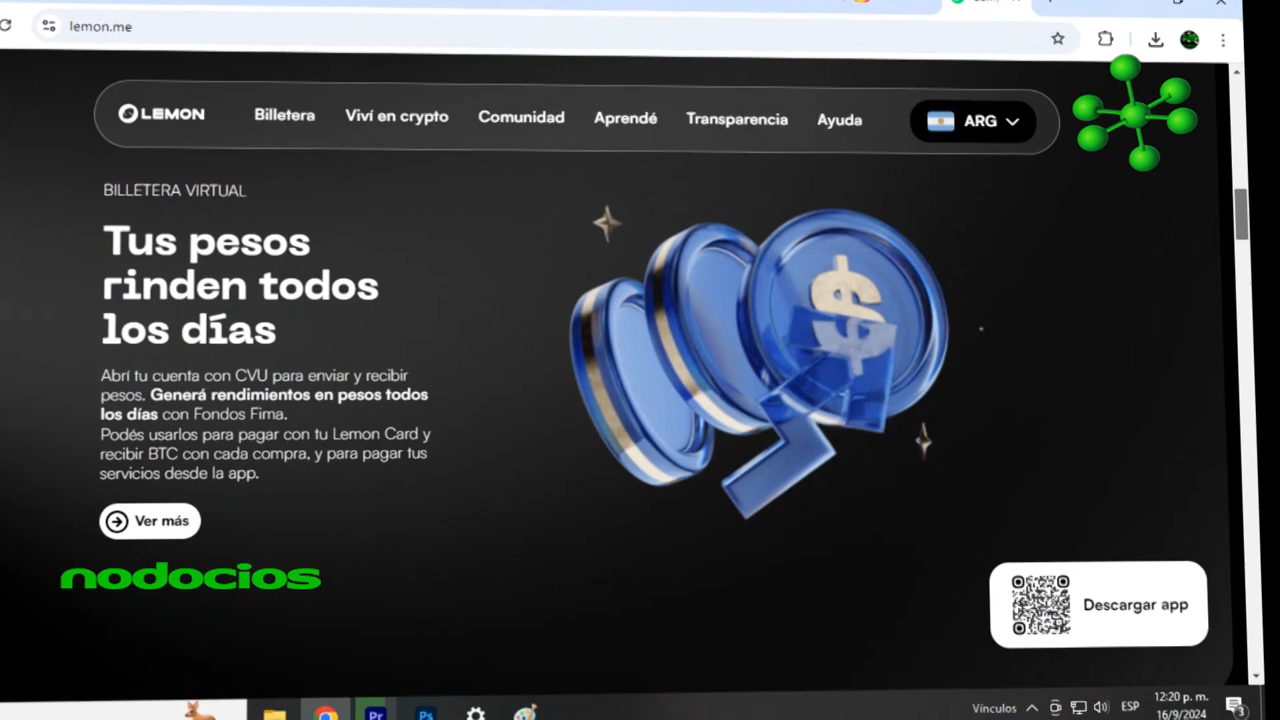 lemon.me
LEMON
Billetera
Viví en crypto
Comunidad
Aprendé
Transparencia
Ayuda
ARG
BILLETERA VIRTUAL
Tus pesos
rinden todos
los días
Abrí tu cuenta con CVU para enviar y recibir
pesos. Generá rendimientos en pesos todos
los días con Fondos Fima.
Podés usarlos para pagar con tu Lemon Card y
recibir BTC con cada compra, y para pagar tus
servicios desde la app.
Ver más
nodocios
Descargar app
Pr
Ps
Vínculos
ESP
12:20 p. m.
16/9/2024
3